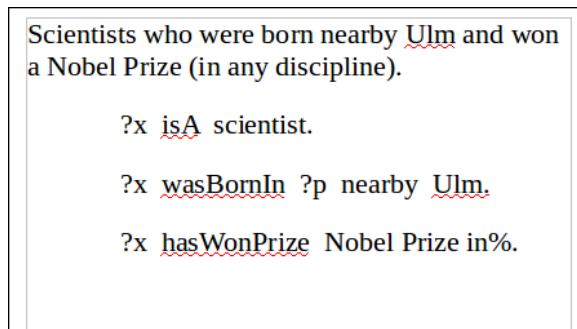 Scientists who were born nearby Ulm and won
a Nobel Prize (in any discipline).
?x isA scientist.
?x wasBornIn ?p nearby Ulm.
?x hasWonPrize Nobel Prize in%.